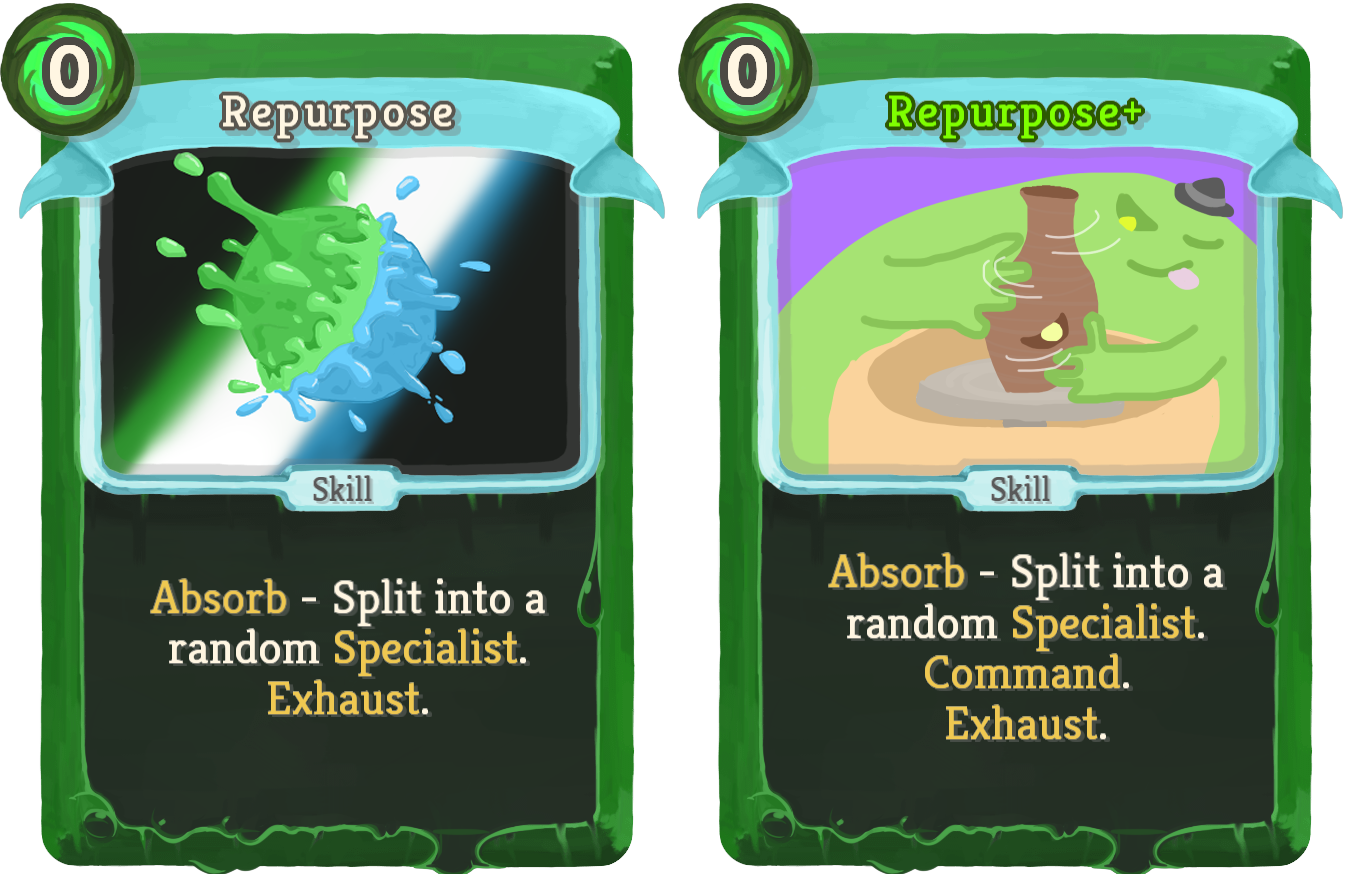 0
Repurpose
Skill
Absorb - Split into a
random Specialist.
Exhaust.
0
Repurpose+
Skill
Absorb - Split into a
random Specialist.
Command.
Exhaust.